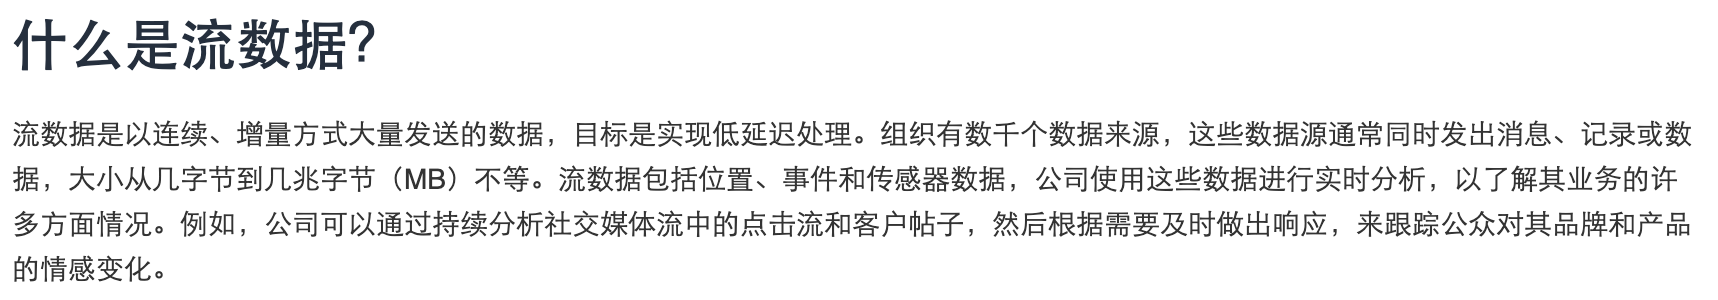 什么是流数据?
流数据是以连续、增量方式大量发送的数据，目标是实现低延迟处理。组织有数千个数据来源，这些数据源通常同时发出消息、记录或数
据，大小从几字节到几兆字节（MB）不等。流数据包括位置、事件和传感器数据，公司使用这些数据进行实时分析，以了解其业务的许
多方面情况。例如，公司可以通过持续分析社交媒体流中的点击流和客户帖子，然后根据需要及时做出响应，来跟踪公众对其品牌和产品
的情感变化。